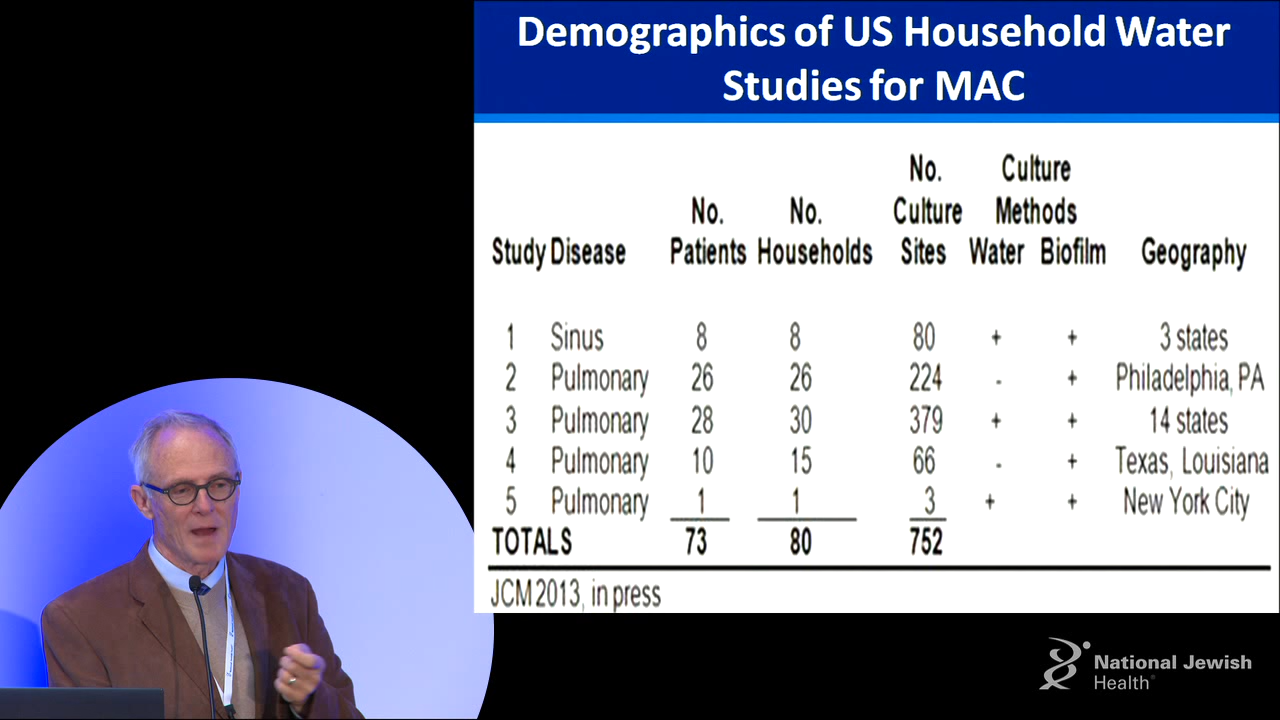 Demographics of US Household Water
Studies for MAC
No. Culture
No. No. Culture Methods
Study Disease Patients Households Sites Water Biofilm Geography
1 Sinus 8 8 80 + + 3 states
2 Pulmonary 26 26 224 - + Philadelphia, PA
3 Pulmonary 28 30 379 + + 14 states
4 Pulmonary 10 15 66 - + Texas, Louisiana
5 Pulmonary 1 1 3 + + New York City
TOTALS 73 80 752
JCM 2013, in press
National Jewish
Health